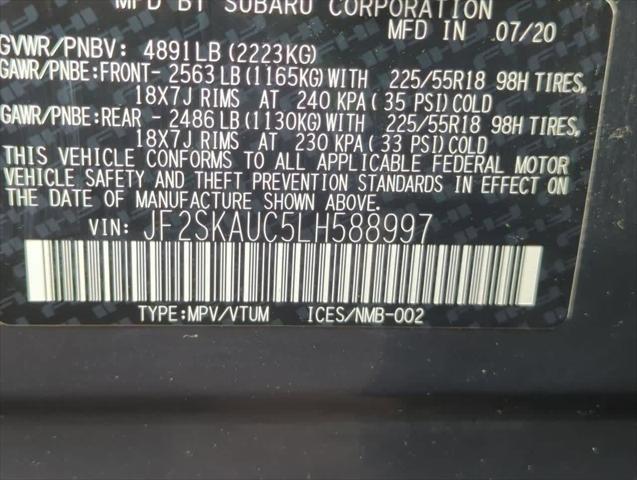 MFD BY SUBARU CORPORATION
MFD IN 07/20
GVWR/PNBV: 4891LB(2223KG)
GAWR/PNBE:FRONT- 2563LB(1165KG)WITH 225/55R18 98H TIRES,
18X7J RIMS AT 240 KPA( 35 PSI)COLD
GAWR/PNBE:REAR - 2486LB(1130KG)WITH 225/55R18 98H TIRES,
18X7J RIMS AT 230 KPA( 33 PSI)COLD
THIS VEHICLE CONFORMS TO ALL APPLICABLE FEDERAL MOTOR
VEHICLE SAFETY AND THEFT PREVENTION STANDARDS IN EFFECT ON
THE DATE OF MANUFACTURE SHOWN ABOVE.
VIN: JF2SKAUC5LH588997
TYPE:MPV/VTUM ICES/NMB-002